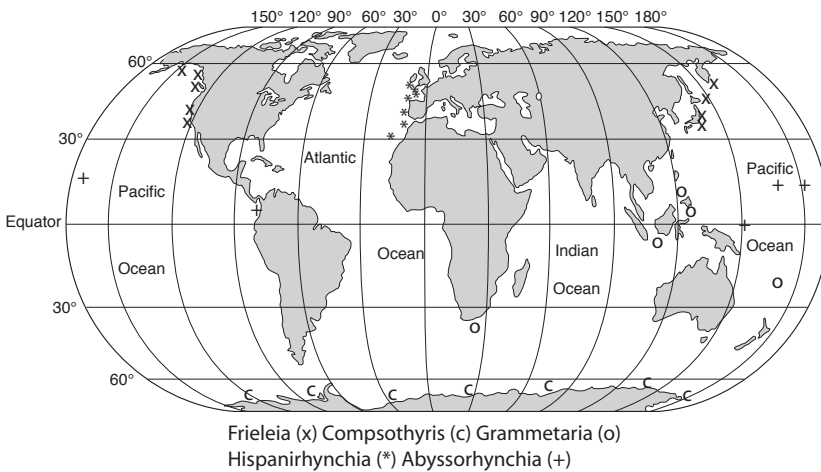 150° 120° 90° 60° 30° 0° 30° 60° 90° 120° 150° 180°
60°
30°
Atlantic
Pacific
Pacific
Equator
Ocean
Indian
Ocean
Ocean
Ocean
30°
60°
Frieleia (x) Compsothyris (c) Grammetaria (o)
Hispanirhynchia (*) Abyssorhynchia (+)